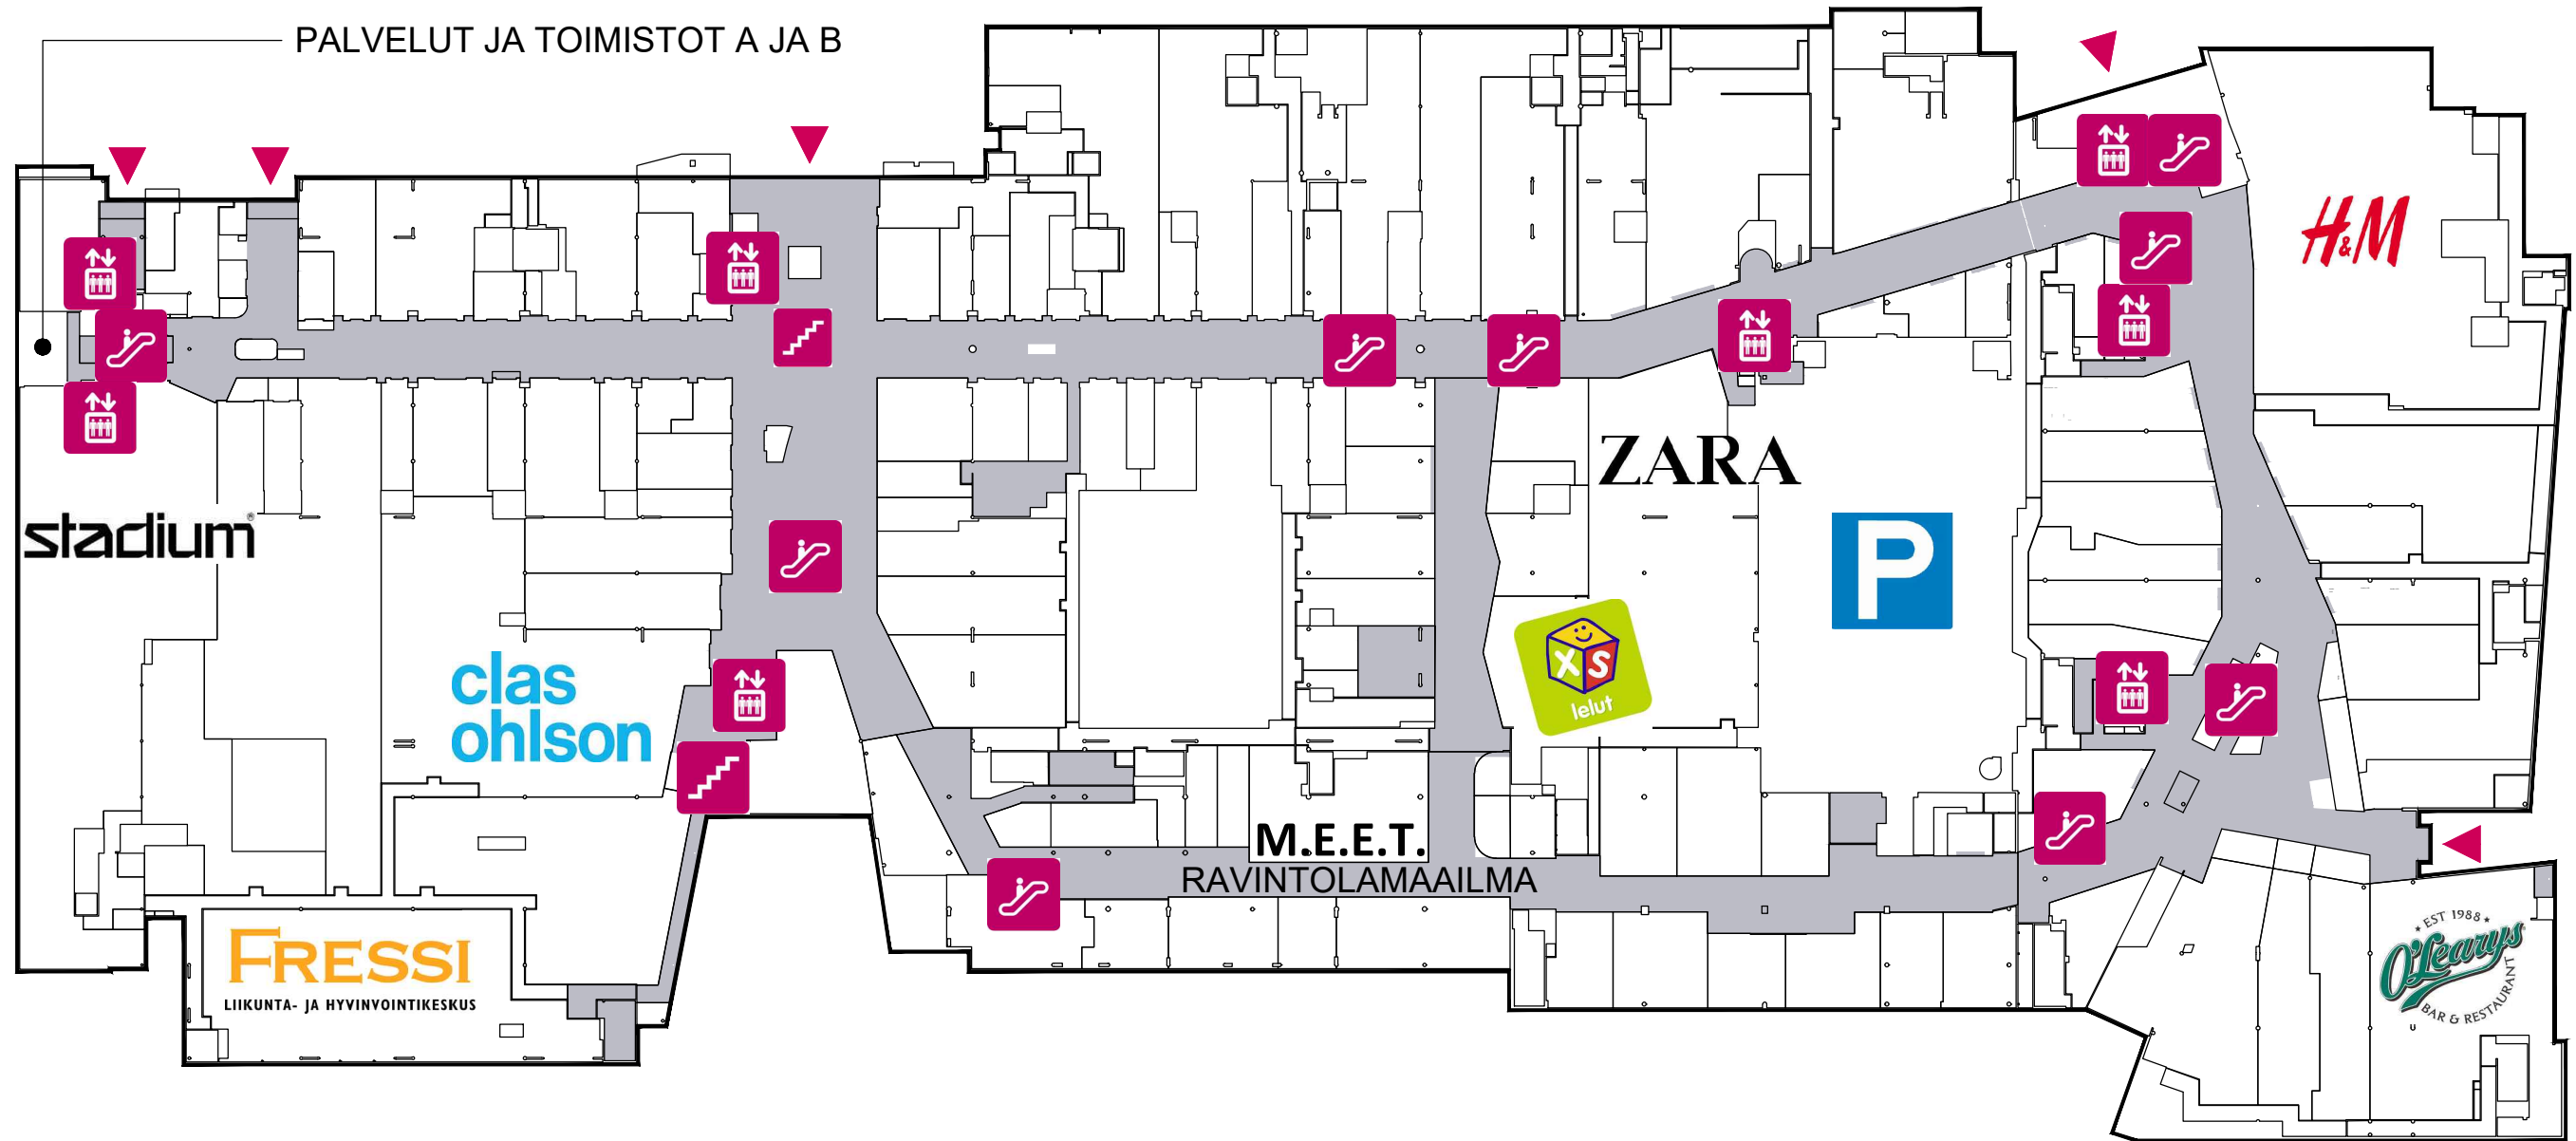 PALVELUT JA TOIMISTOT A JA B
H&M
ZARA
stadium®
P
XS
lelut
clas
ohlson
M.E.E.T.
RAVINTOLAMAAILMA
FRESSI
LIIKUNTA- JA HYVINVOINTIKESKUS
EST 1988
O'Learys
BAR & RESTAURANT